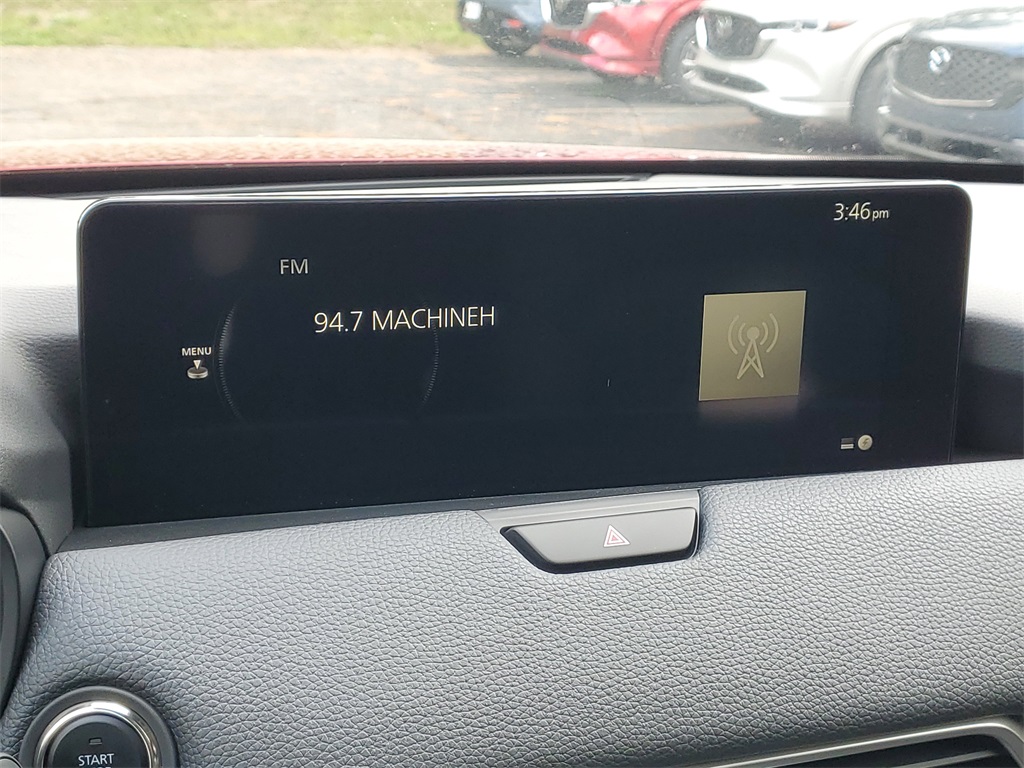 3:46pm
FM
94.7 MACHINEH
MENU
START